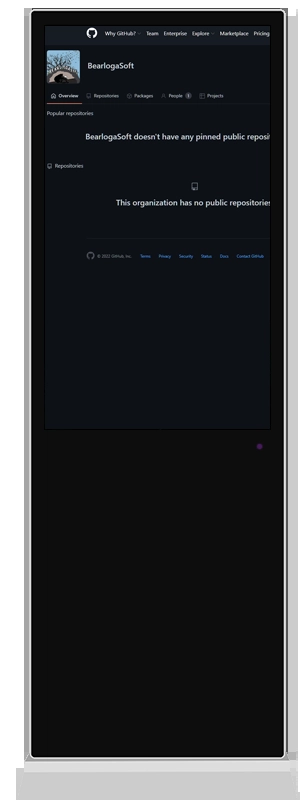 Why GitHub? Team Enterprise Explore Marketplace Pricing
BearlogaSoft
Overview Repositories Packages People 1 Projects
Popular repositories
BearlogaSoft doesn't have any pinned public reposit
Repositories
This organization has no public repositories
© 2022 GitHub, Inc. Terms Privacy Security Status Docs Contact GitHub